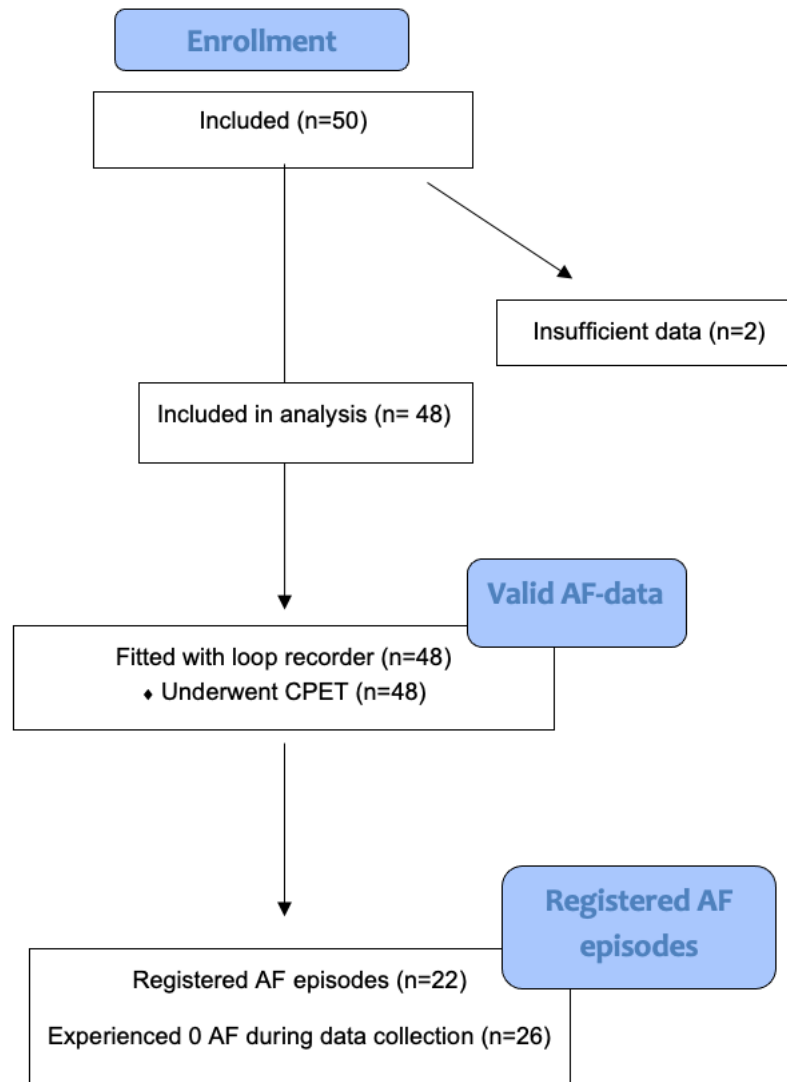 Enrollment
Included (n=50)
Insufficient data (n=2)
Included in analysis (n= 48)
Valid AF-data
Fitted with loop recorder (n=48)
⬧ Underwent CPET (n=48)
Registered AF
episodes
Registered AF episodes (n=22)
Experienced 0 AF during data collection (n=26)